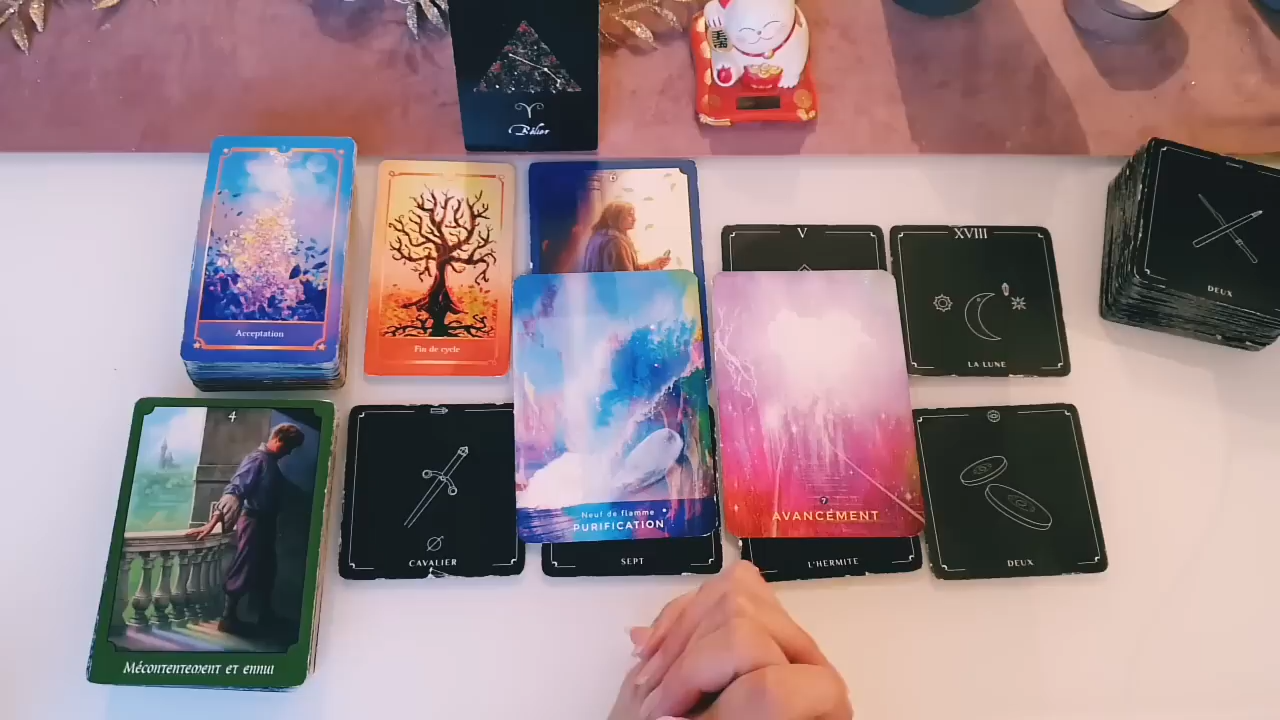 Bélier
Acceptation
Fin de cycle
V
XVIII
LA LUNE
DEUX
4
Mécontentement et ennui
CAVALIER
Neuf de flamme
PURIFICATION
SEPT
7
AVANCEMENT
L'HERMITE
DEUX